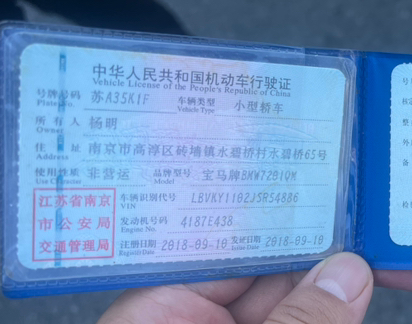 中华人民共和国机动车行驶证
Vehicle License of the People's Republic of China
号牌号码 苏A35K1F 车辆类型 小型轿车
Plate No. Vehicle Type
所有人 杨明
Owner
住址 南京市高淳区砖墙镇水碧桥村水碧桥65号
Address
使用性质 非营运 品牌型号 宝马牌BMW7201QM
Use Character Model
江苏省南京市公安局交通管理局
车辆识别代号 LBVKY1102JSR54886
VIN
发动机号码 4187E438
Engine No.
注册日期 2018-09-10 发证日期 2018-09-10
Register Date Issue Date